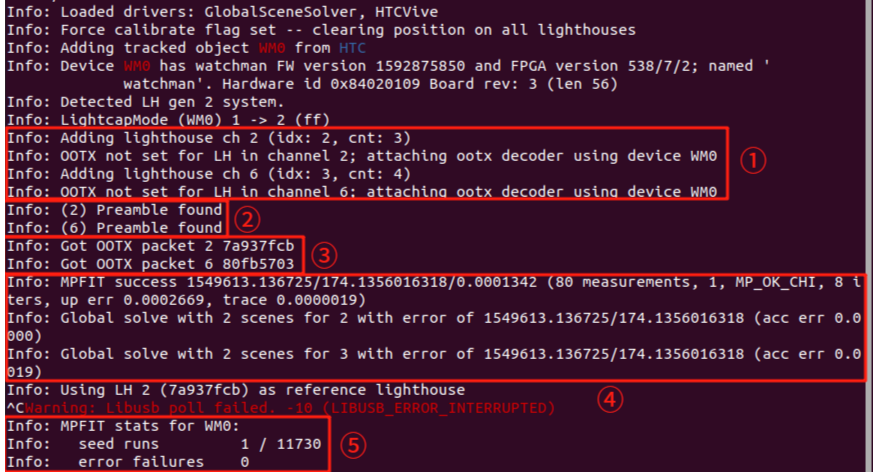 Info: Loaded drivers: GlobalSceneSolver, HTCVive
Info: Force calibrate flag set -- clearing position on all lighthouses
Info: Adding tracked object WM0 from HTC
Info: Device WM0 has watchman FW version 1592875850 and FPGA version 538/7/2; named '
watchman'. Hardware id 0x84020109 Board rev: 3 (len 56)
Info: Detected LH gen 2 system.
Info: LightcapMode (WM0) 1 -> 2 (ff)
Info: Adding lighthouse ch 2 (idx: 2, cnt: 3)
Info: OOTX not set for LH in channel 2; attaching ootx decoder using device WM0
①
Info: Adding lighthouse ch 6 (idx: 3, cnt: 4)
Info: OOTX not set for LH in channel 6; attaching ootx decoder using device WM0
Info: (2) Preamble found
②
Info: (6) Preamble found
Info: Got OOTX packet 2 7a937fcb
③
Info: Got OOTX packet 6 80fb5703
Info: MPFIT success 1549613.136725/174.1356016318/0.0001342 (80 measurements, 1, MP_OK_CHI, 8 i
ters, up err 0.0002669, trace 0.0000019)
Info: Global solve with 2 scenes for 2 with error of 1549613.136725/174.1356016318 (acc err 0.0
000)
Info: Global solve with 2 scenes for 3 with error of 1549613.136725/174.1356016318 (acc err 0.0
019)
Info: Using LH 2 (7a937fcb) as reference lighthouse
④
^CWarning: Libusb poll failed. -10 (LIBUSB_ERROR_INTERRUPTED)
Info: MPFIT stats for WM0:
Info: seed runs 1 / 11730
⑤
Info: error failures 0